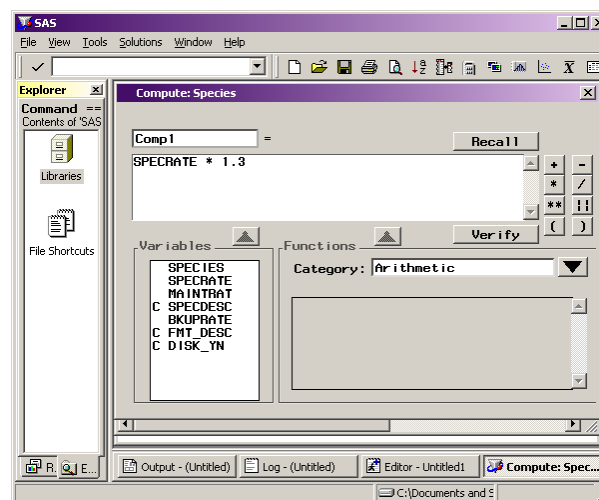 SAS
File View Tools Solutions Window Help
Explorer
Compute: Species
Command ==
Contents of 'SAS
Libraries
File Shortcuts
Comp1 =
Recall
SPECRATE * 1.3
+ -
* /
** ||
( )
Verify
Variables
Functions
SPECIES
SPECRATE
MAINTRAT
C SPECDESC
BKUPRATE
C FMT_DESC
C DISK_YN
Category: Arithmetic
R. E...
Output - (Untitled) Log - (Untitled) Editor - Untitled1 Compute: Spec...
C:\Documents and S